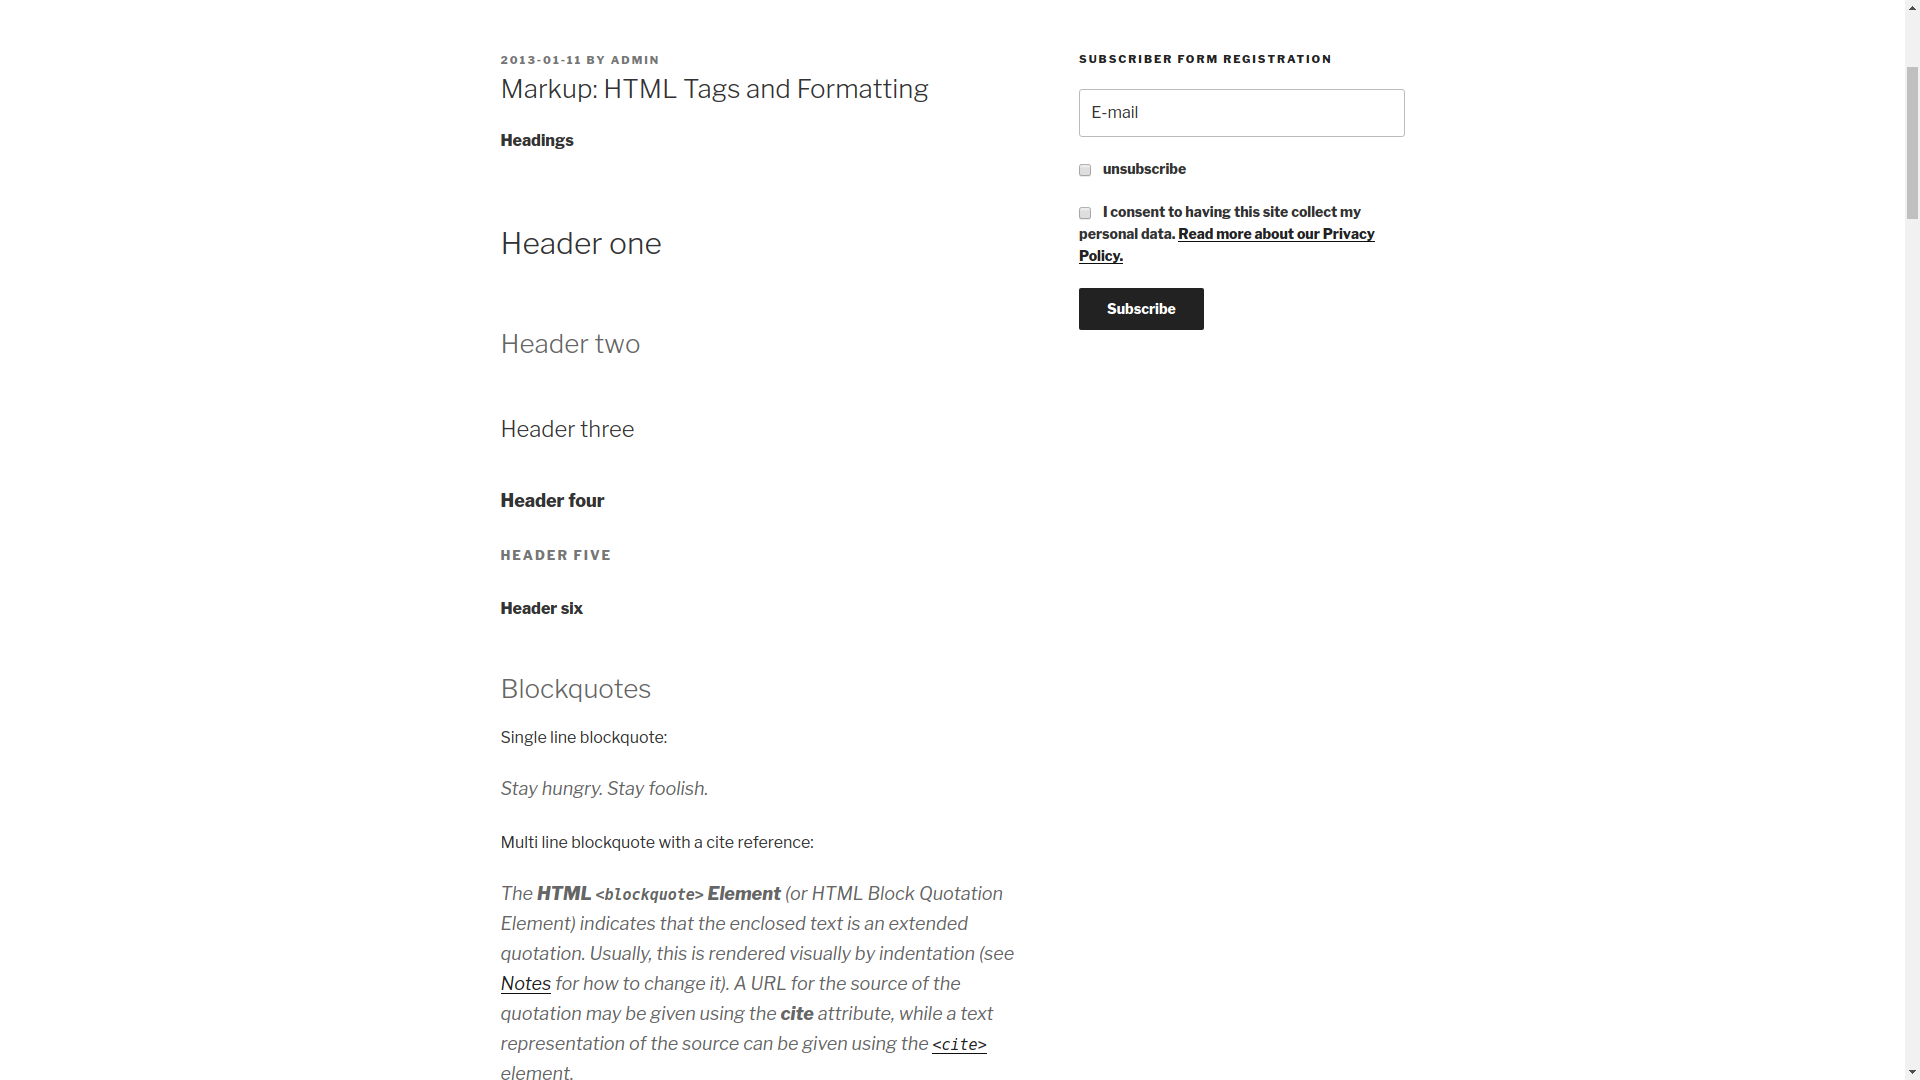 2013-01-11 BY ADMIN
Markup: HTML Tags and Formatting
Headings
Header one
Header two
Header three
Header four
HEADER FIVE
Header six
Blockquotes
Single line blockquote:
Stay hungry. Stay foolish.
Multi line blockquote with a cite reference:
The HTML <blockquote> Element (or HTML Block Quotation
Element) indicates that the enclosed text is an extended
quotation. Usually, this is rendered visually by indentation (see
Notes for how to change it). A URL for the source of the
quotation may be given using the cite attribute, while a text
representation of the source can be given using the <cite>
element.
SUBSCRIBER FORM REGISTRATION
E-mail
unsubscribe
I consent to having this site collect my
personal data. Read more about our Privacy
Policy.
Subscribe